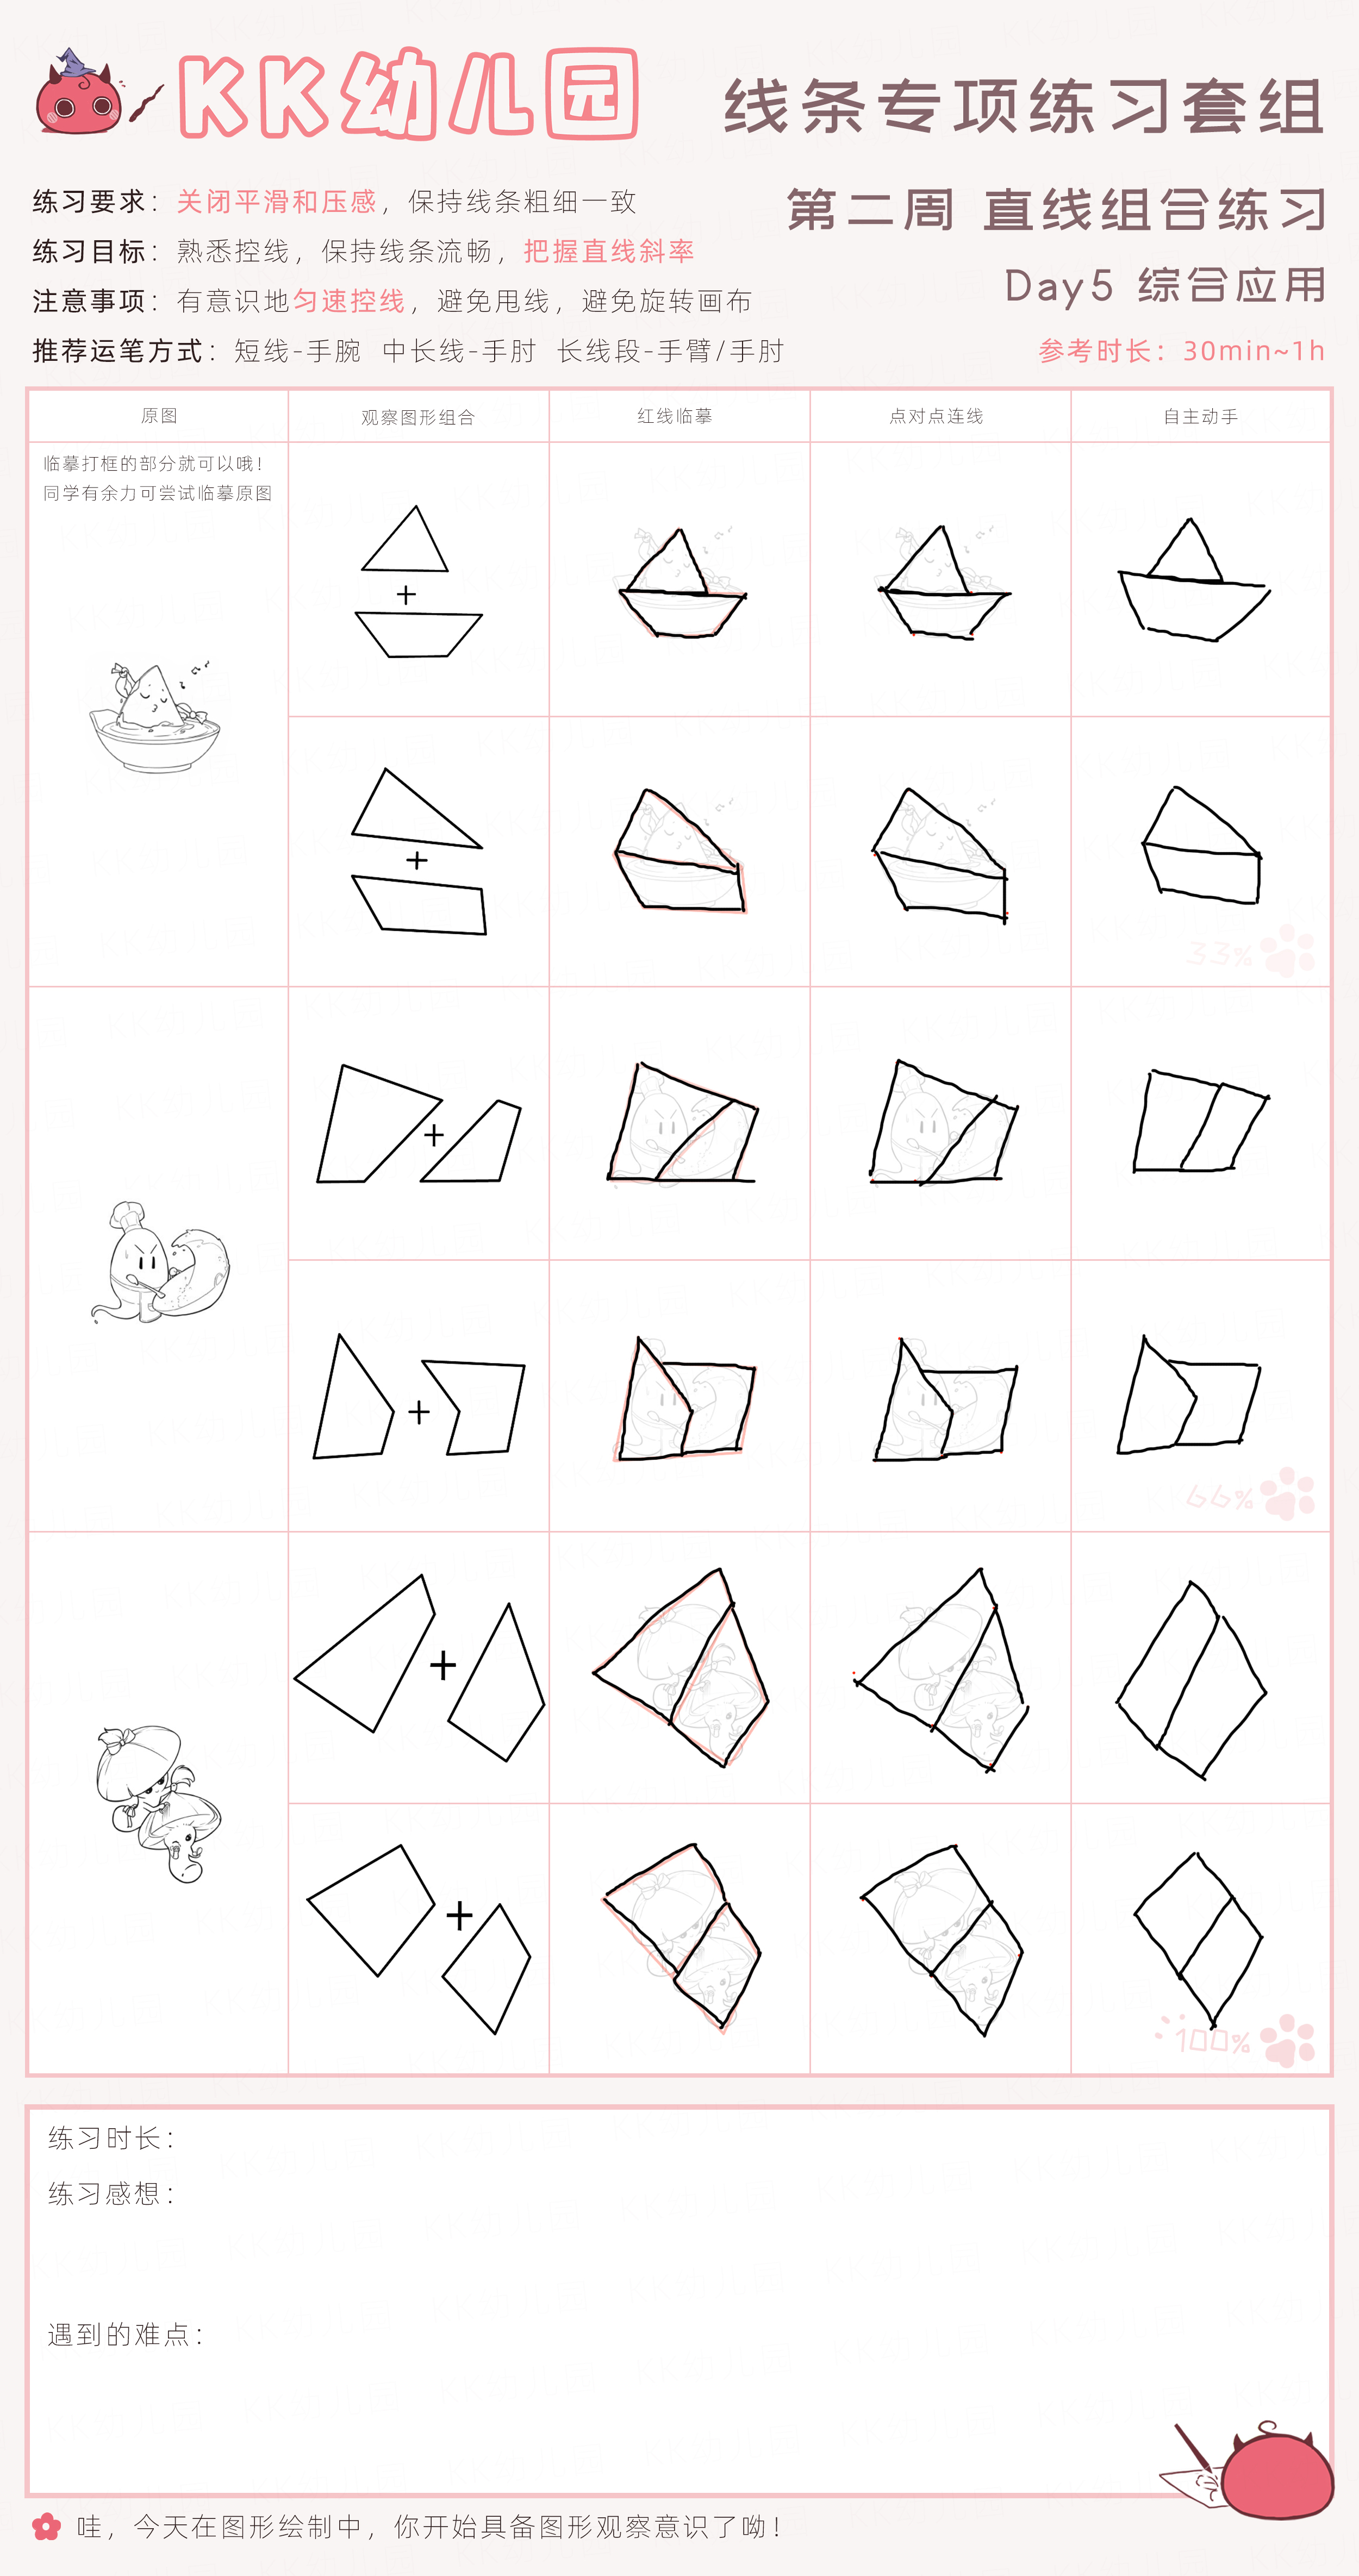 KK幼儿园
线条专项练习套组
练习要求：关闭平滑和压感，保持线条粗细一致
第二周 直线组合练习
练习目标：熟悉控线，保持线条流畅，把握直线斜率
Day5 综合应用
注意事项：有意识地匀速控线，避免甩线，避免旋转画布
推荐运笔方式：短线-手腕 中长线-手肘 长线段-手臂/手肘
参考时长：30min~1h
原图
观察图形组合
红线临摹
点对点连线
自主动手
临摹打框的部分就可以哦！
同学有余力可尝试临摹原图
+
+
33%
+
+
66%
+
+
100%
练习时长：
练习感想：
遇到的难点：
哇，今天在图形绘制中，你开始具备图形观察意识了呦！